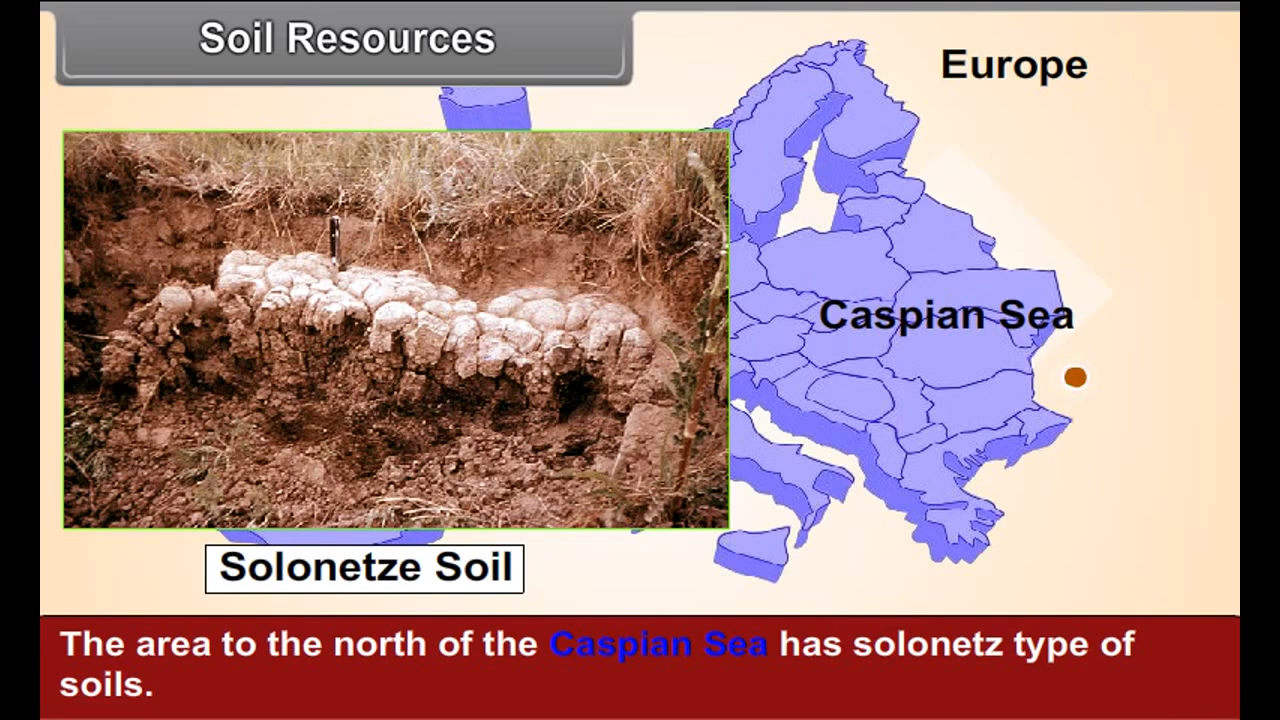 Soil Resources
Europe
Caspian Sea
Solonetze Soil
The area to the north of the Caspian Sea has solonetz type of
soils.